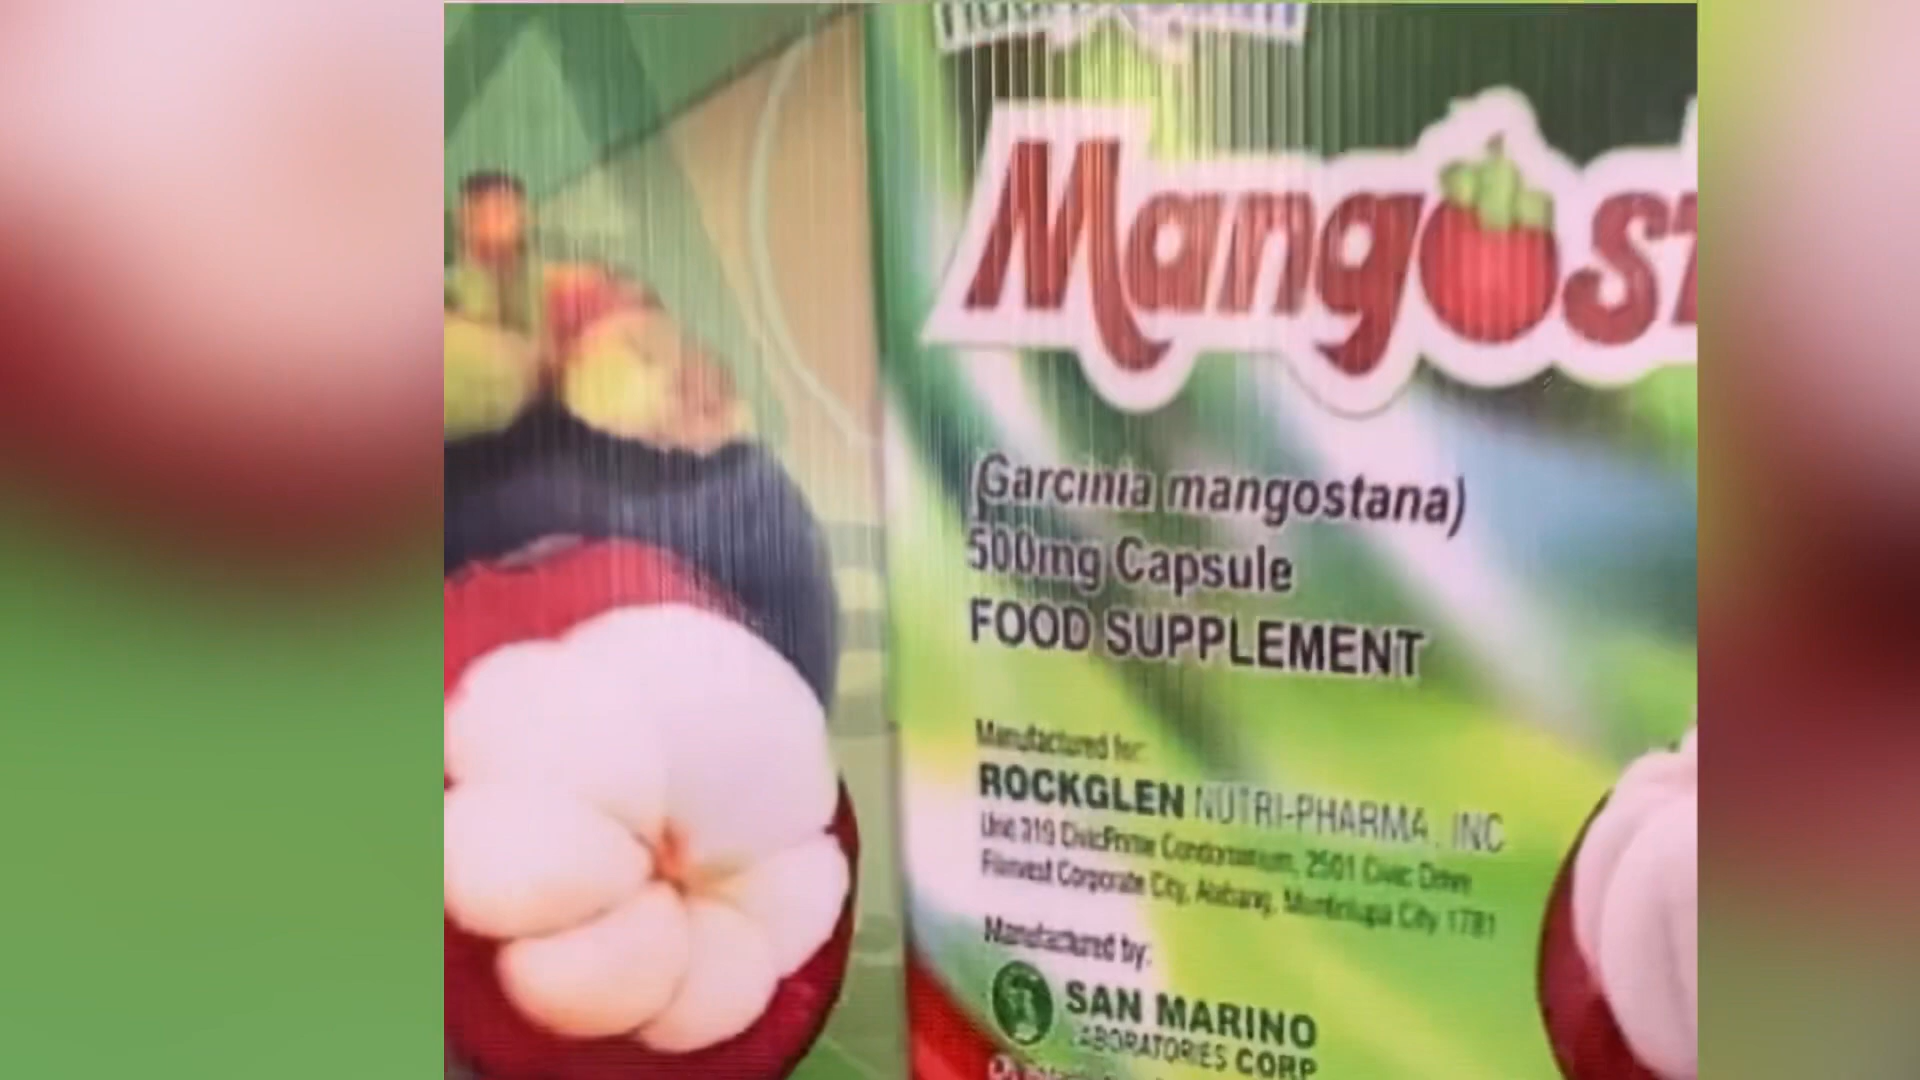 Mangost
(Garcinia mangostana)
500mg Capsule
FOOD SUPPLEMENT
Manufactured for:
ROCKGLEN NUTRI-PHARMA, INC
Unit 319 CivicPrime Condominium, 2501 Civic Drive
Filinvest Corporate City, Alabang, Muntinlupa City 1781
Manufactured by:
SAN MARINO
LABORATORIES CORP